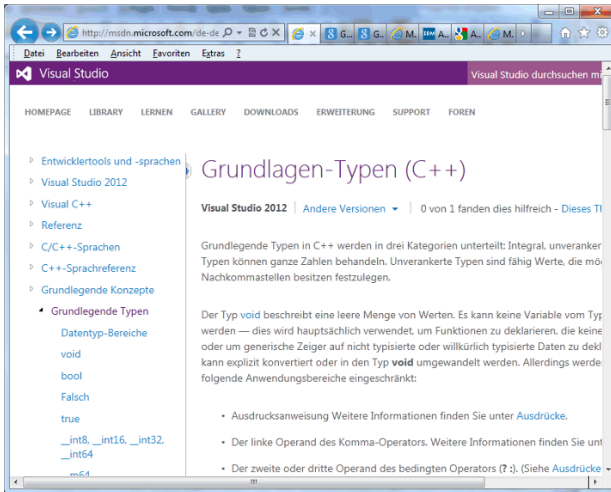 http://msdn.microsoft.com/de-de
G...
G...
M.
A..
A..
M.
Datei Bearbeiten Ansicht Favoriten Extras ?
Visual Studio
Visual Studio durchsuchen mi
HOMEPAGE LIBRARY LERNEN GALLERY DOWNLOADS ERWEITERUNG SUPPORT FOREN
Entwicklertools und -sprachen
Visual Studio 2012
Visual C++
Referenz
C/C++-Sprachen
C++-Sprachreferenz
Grundlegende Konzepte
Grundlegende Typen
Datentyp-Bereiche
void
bool
Falsch
true
__int8, __int16, __int32,
__int64
m64
Grundlagen-Typen (C++)
Visual Studio 2012 | Andere Versionen | 0 von 1 fanden dies hilfreich - Dieses Th
Grundlegende Typen in C++ werden in drei Kategorien unterteilt: Integral, unveranker
Typen können ganze Zahlen behandeln. Unverankerte Typen sind fähig Werte, die mö
Nachkommastellen besitzen festzulegen.
Der Typ void beschreibt eine leere Menge von Werten. Es kann keine Variable vom Typ
werden — dies wird hauptsächlich verwendet, um Funktionen zu deklarieren, die keine
oder um generische Zeiger auf nicht typisierte oder willkürlich typisierte Daten zu dekl
kann explizit konvertiert oder in den Typ void umgewandelt werden. Allerdings werde
folgende Anwendungsbereiche eingeschränkt:
• Ausdrucksanweisung Weitere Informationen finden Sie unter Ausdrücke.
• Der linke Operand des Komma-Operators. Weitere Informationen finden Sie unt
• Der zweite oder dritte Operand des bedingten Operators (? :). (Siehe Ausdrücke